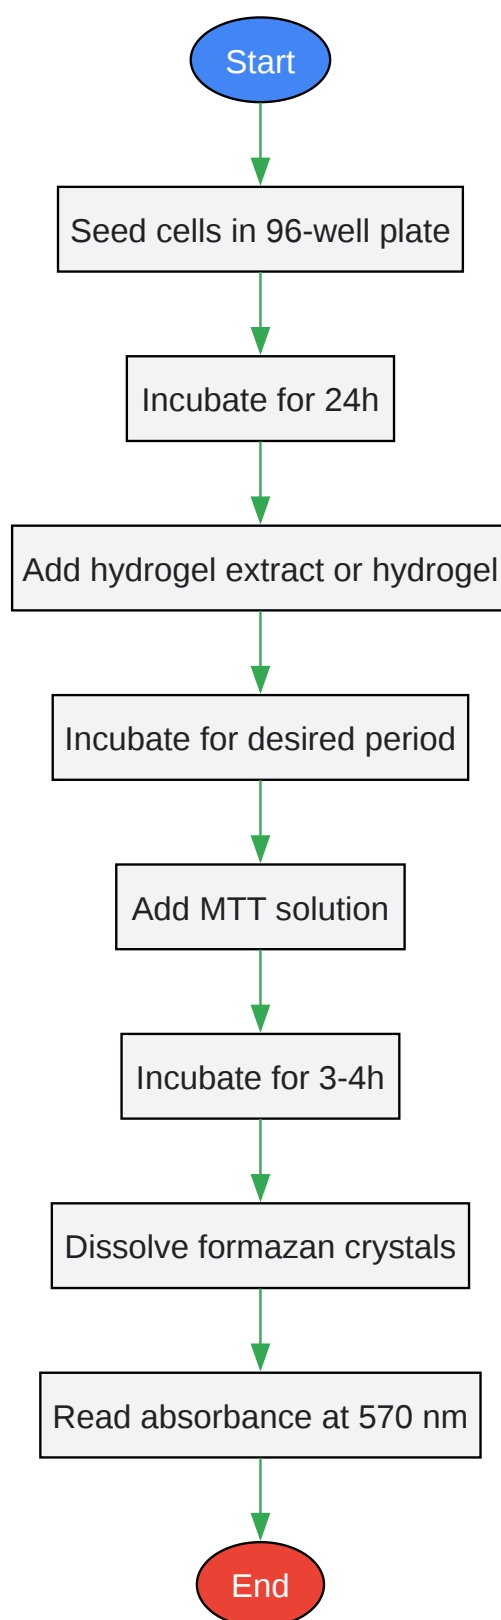 Start
Seed cells in 96-well plate
Incubate for 24h
Add hydrogel extract or hydrogel
Incubate for desired period
Add MTT solution
Incubate for 3-4h
Dissolve formazan crystals
Read absorbance at 570 nm
End